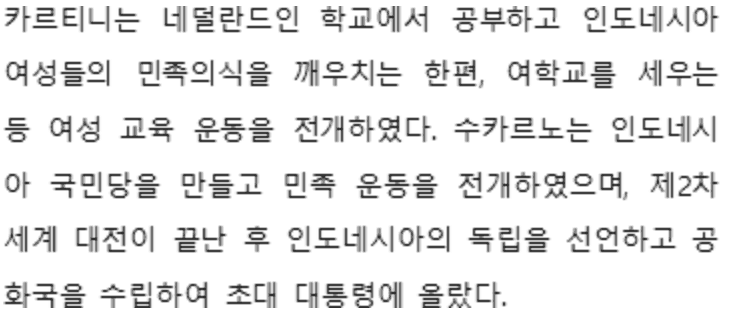 카르티니는 네덜란드인 학교에서 공부하고 인도네시아
여성들의 민족의식을 깨우치는 한편, 여학교를 세우는
등 여성 교육 운동을 전개하였다. 수카르노는 인도네시
아 국민당을 만들고 민족 운동을 전개하였으며, 제2차
세계 대전이 끝난 후 인도네시아의 독립을 선언하고 공
화국을 수립하여 초대 대통령에 올랐다.